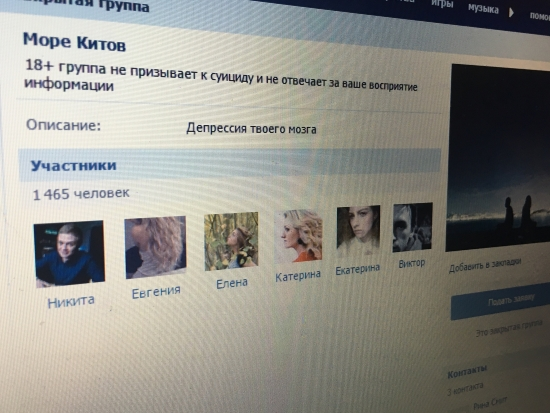 игры
музыка
группа
Море Китов
18+ группа не призывает к суициду и не отвечает за ваше восприятие
информации
Описание:
Депрессия твоего мозга
Участники
1 465 человек
Никита
Евгения
Елена
Катерина
Екатерина
Виктор
Добавить в закладки
Подать заявку
Это закрытая группа
Контакты
3 контакта